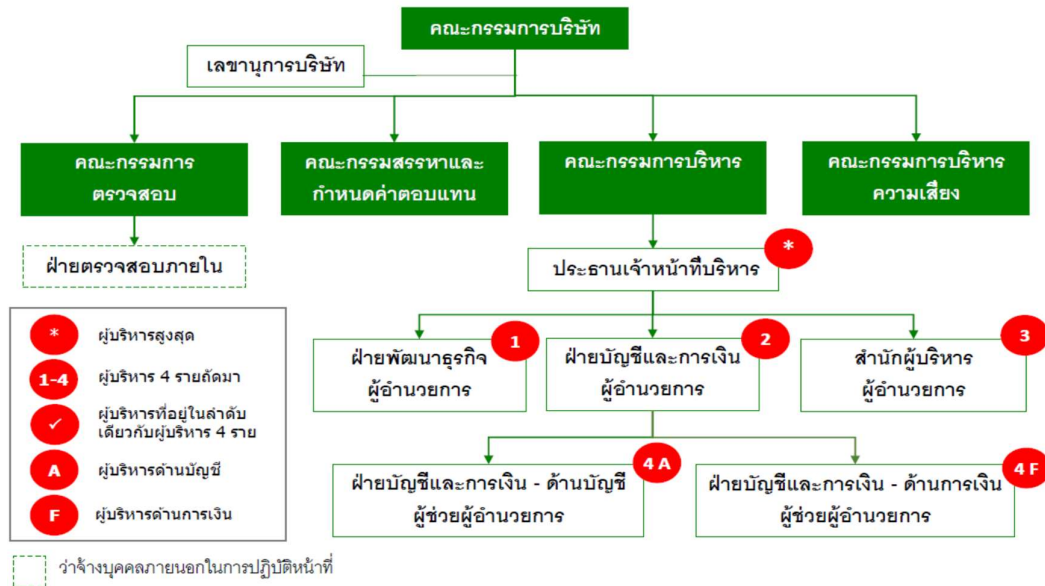 คณะกรรมการบริษัท
เลขานุการบริษัท
คณะกรรมการ
ตรวจสอบ
คณะกรรมสรรหาและ
กำหนดค่าตอบแทน
คณะกรรมการบริหาร
คณะกรรมการบริหาร
ความเสี่ยง
ฝ่ายตรวจสอบภายใน
ประธานเจ้าหน้าที่บริหาร
*
ฝ่ายพัฒนาธุรกิจ
ผู้อำนวยการ
1
ฝ่ายบัญชีและการเงิน
ผู้อำนวยการ
2
สำนักผู้บริหาร
ผู้อำนวยการ
3
ฝ่ายบัญชีและการเงิน - ด้านบัญชี
ผู้ช่วยผู้อำนวยการ
4 A
ฝ่ายบัญชีและการเงิน - ด้านการเงิน
ผู้ช่วยผู้อำนวยการ
4 F
* ผู้บริหารสูงสุด
1-4 ผู้บริหาร 4 รายถัดมา
✓ ผู้บริหารที่อยู่ในลำดับ
เดียวกับผู้บริหาร 4 ราย
A ผู้บริหารด้านบัญชี
F ผู้บริหารด้านการเงิน
ว่าจ้างบุคคลภายนอกในการปฏิบัติหน้าที่